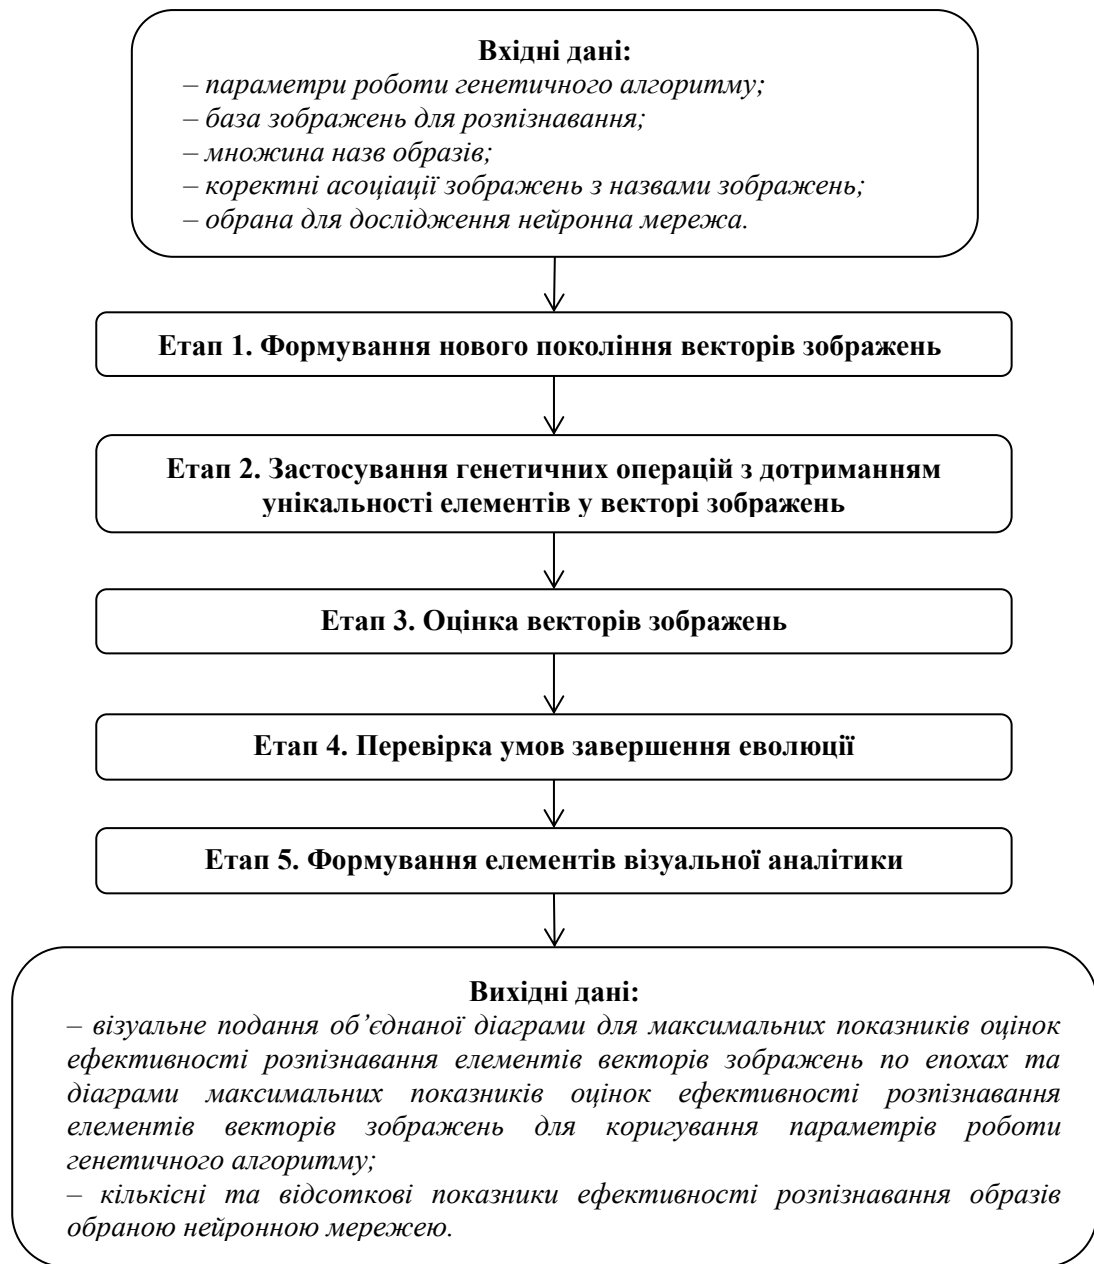 Вхідні дані:
– параметри роботи генетичного алгоритму;
– база зображень для розпізнавання;
– множина назв образів;
– коректні асоціації зображень з назвами зображень;
– обрана для дослідження нейронна мережа.
Етап 1. Формування нового покоління векторів зображень
Етап 2. Застосування генетичних операцій з дотриманням
унікальності елементів у векторі зображень
Етап 3. Оцінка векторів зображень
Етап 4. Перевірка умов завершення еволюції
Етап 5. Формування елементів візуальної аналітики
Вихідні дані:
– візуальне подання об’єднаної діаграми для максимальних показників оцінок
ефективності розпізнавання елементів векторів зображень по епохах та
діаграми максимальних показників оцінок ефективності розпізнавання
елементів векторів зображень для коригування параметрів роботи
генетичного алгоритму;
– кількісні та відсоткові показники ефективності розпізнавання образів
обраною нейронною мережею.